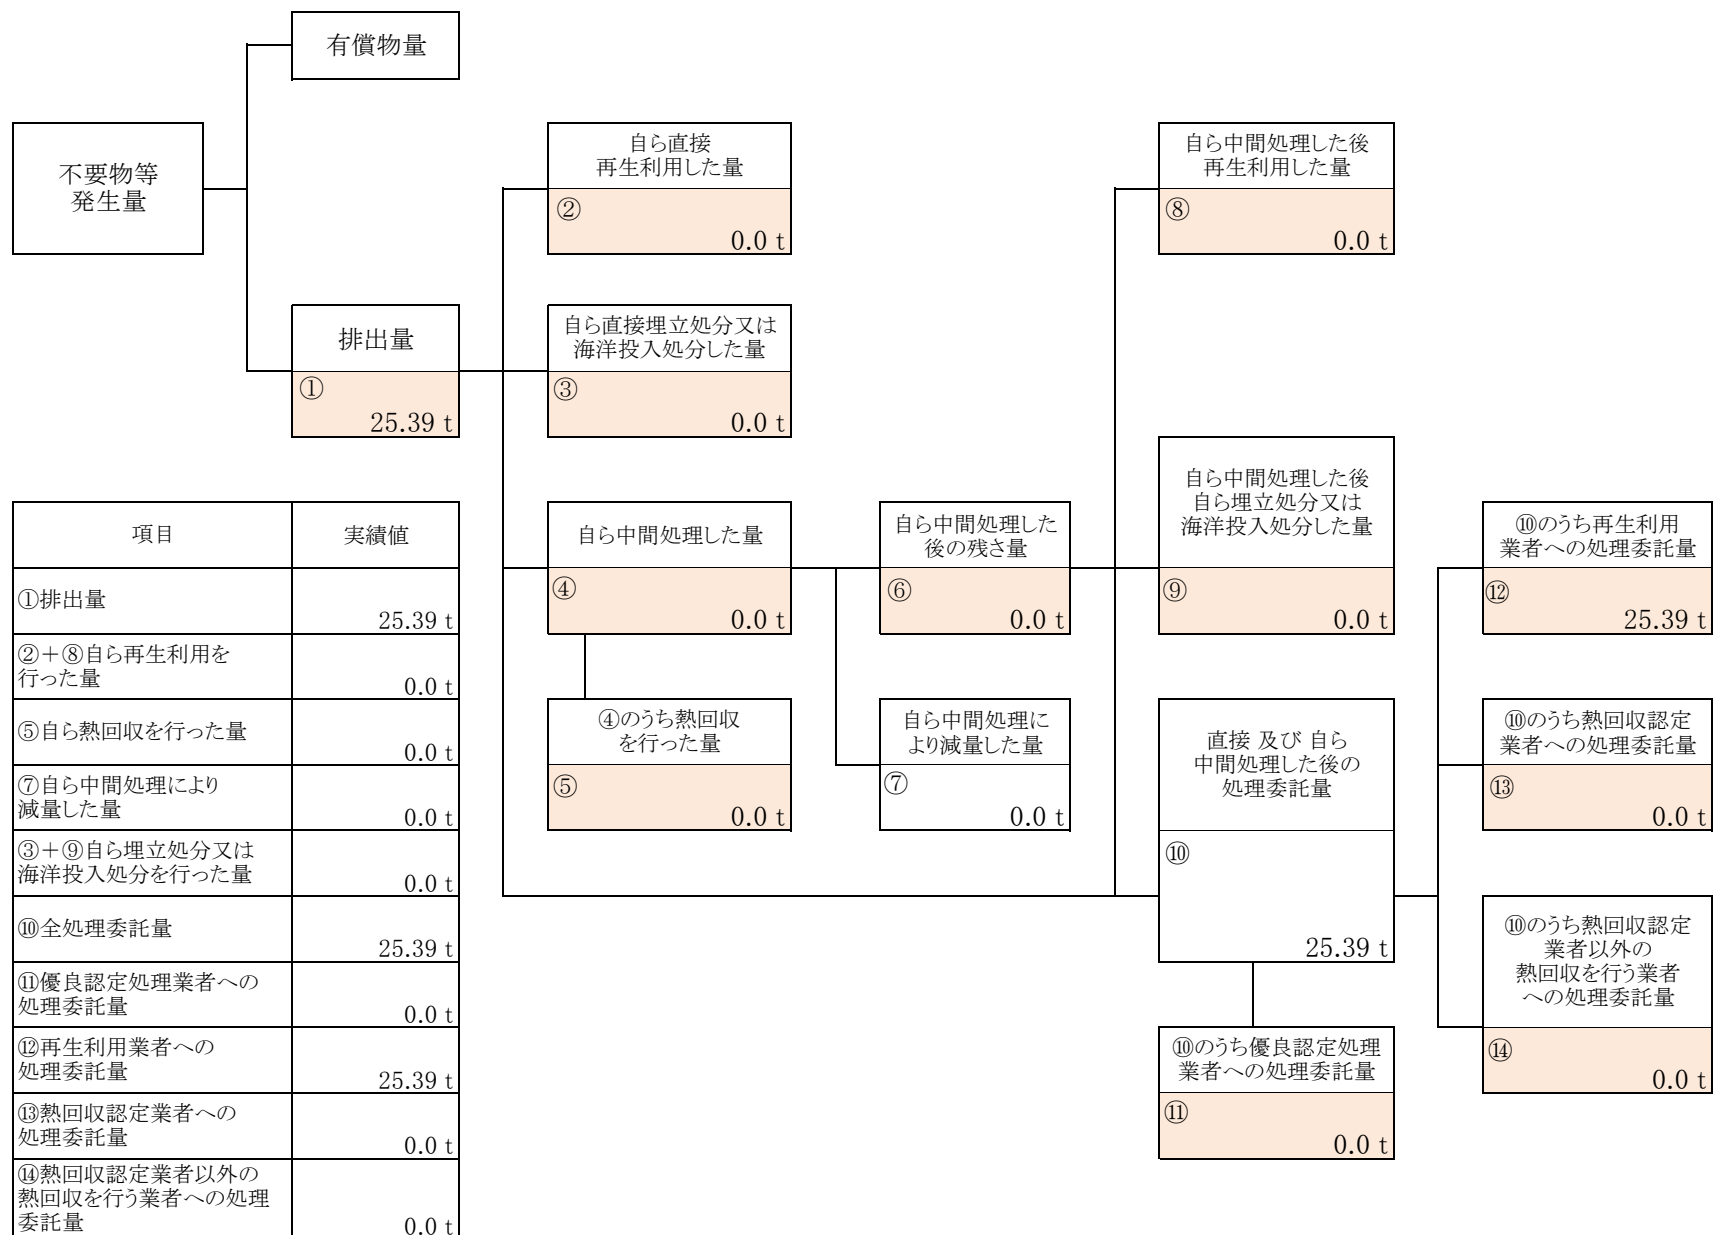 有償物量
不要物等
発生量
自ら直接
再生利用した量
②
0.0 t
自ら中間処理した後
再生利用した量
⑧
0.0 t
排出量
①
25.39 t
自ら直接埋立処分又は
海洋投入処分した量
③
0.0 t
自ら中間処理した量
④
0.0 t
自ら中間処理した
後の残さ量
⑥
0.0 t
自ら中間処理した後
自ら埋立処分又は
海洋投入処分した量
⑨
0.0 t
⑩のうち再生利用
業者への処理委託量
⑫
25.39 t
④のうち熱回収
を行った量
⑤
0.0 t
自ら中間処理に
より減量した量
⑦
0.0 t
直接 及び 自ら
中間処理した後の
処理委託量
⑩
25.39 t
⑩のうち熱回収認定
業者への処理委託量
⑬
0.0 t
⑩のうち熱回収認定
業者以外の
熱回収を行う業者
への処理委託量
⑭
0.0 t
⑩のうち優良認定処理
業者への処理委託量
⑪
0.0 t
項目
実績値
①排出量
25.39 t
②＋⑧自ら再生利用を
行った量
0.0 t
⑤自ら熱回収を行った量
0.0 t
⑦自ら中間処理により
減量した量
0.0 t
③＋⑨自ら埋立処分又は
海洋投入処分を行った量
0.0 t
⑩全処理委託量
25.39 t
⑪優良認定処理業者への
処理委託量
0.0 t
⑫再生利用業者への
処理委託量
25.39 t
⑬熱回収認定業者への
処理委託量
0.0 t
⑭熱回収認定業者以外の
熱回収を行う業者への処理
委託量
0.0 t